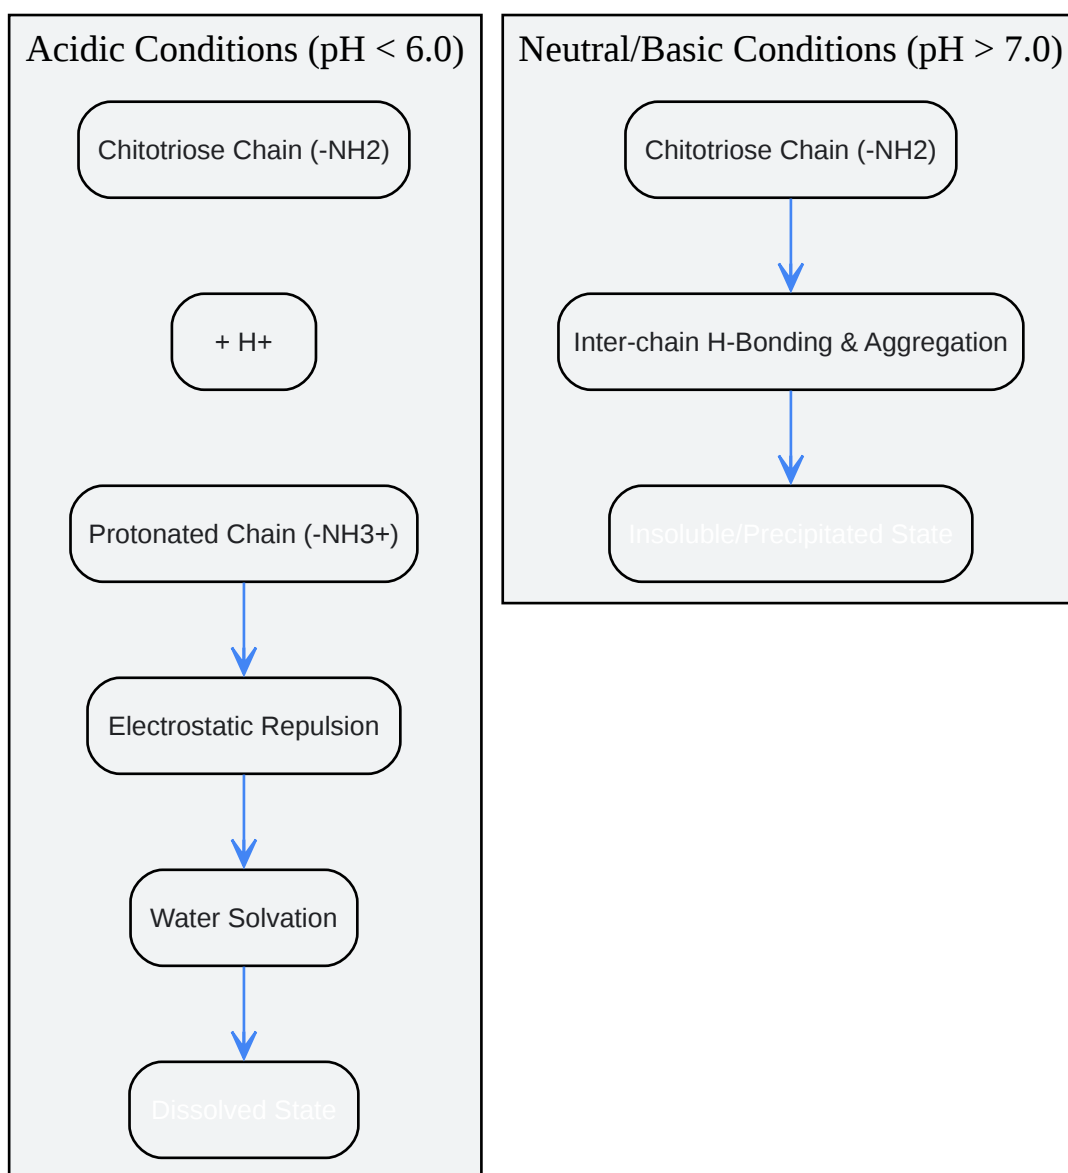 Acidic Conditions (pH < 6.0)
Chitotriose Chain (-NH2)
+ H+
Protonated Chain (-NH3+)
Electrostatic Repulsion
Water Solvation
Dissolved State
Neutral/Basic Conditions (pH > 7.0)
Chitotriose Chain (-NH2)
Inter-chain H-Bonding & Aggregation
Insoluble/Precipitated State